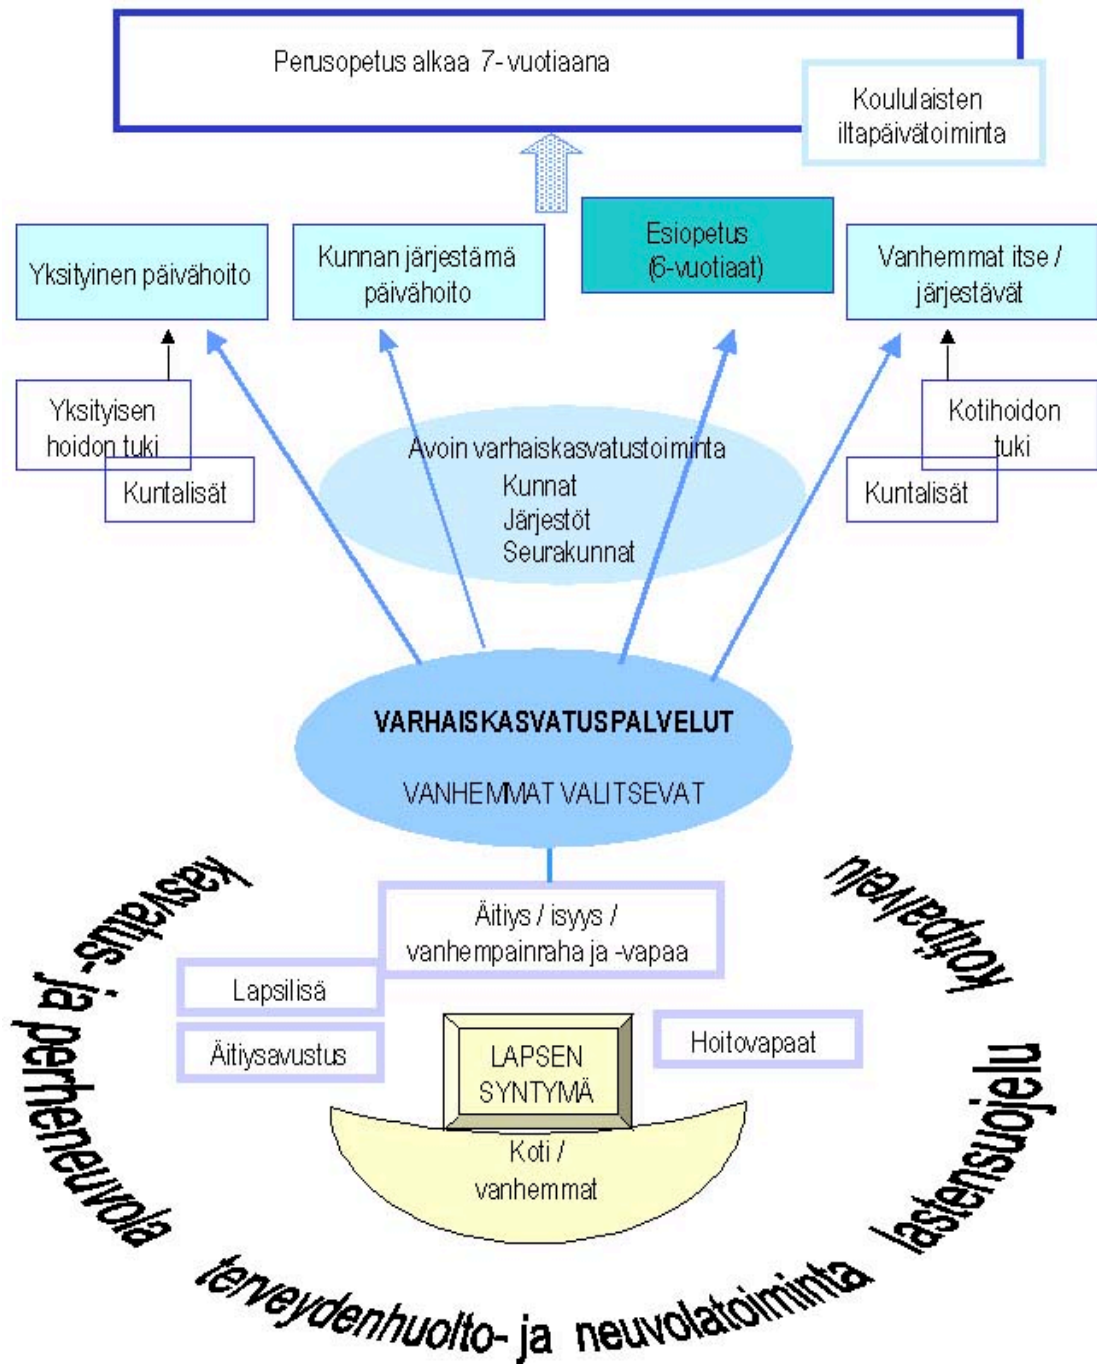 Perusopetus alkaa 7- vuotiaana
Koululaisten
iltapäivätoiminta
Yksityinen päivähoito
Kunnan järjestämä
päivähoito
Esiopetus
(6-vuotiaat)
Vanhemmat itse /
järjestävät
Yksityisen
hoidon tuki
Kuntalisät
Kotihoidon
tuki
Kuntalisät
Avoin varhaiskasvatustoiminta
Kunnat
Järjestöt
Seurakunnat
VARHAISKASVATUSPALVELUT
VANHEMMAT VALITSEVAT
Äitiys / isyys /
vanhempainraha ja -vapaa
Lapsilisä
Äitiysavustus
Hoitovapaat
LAPSEN
SYNTYMÄ
Koti /
vanhemmat
kasvatus- ja perheneuvola terveydenhuolto- ja neuvolatoiminta lastensuojelu kotipalvelu